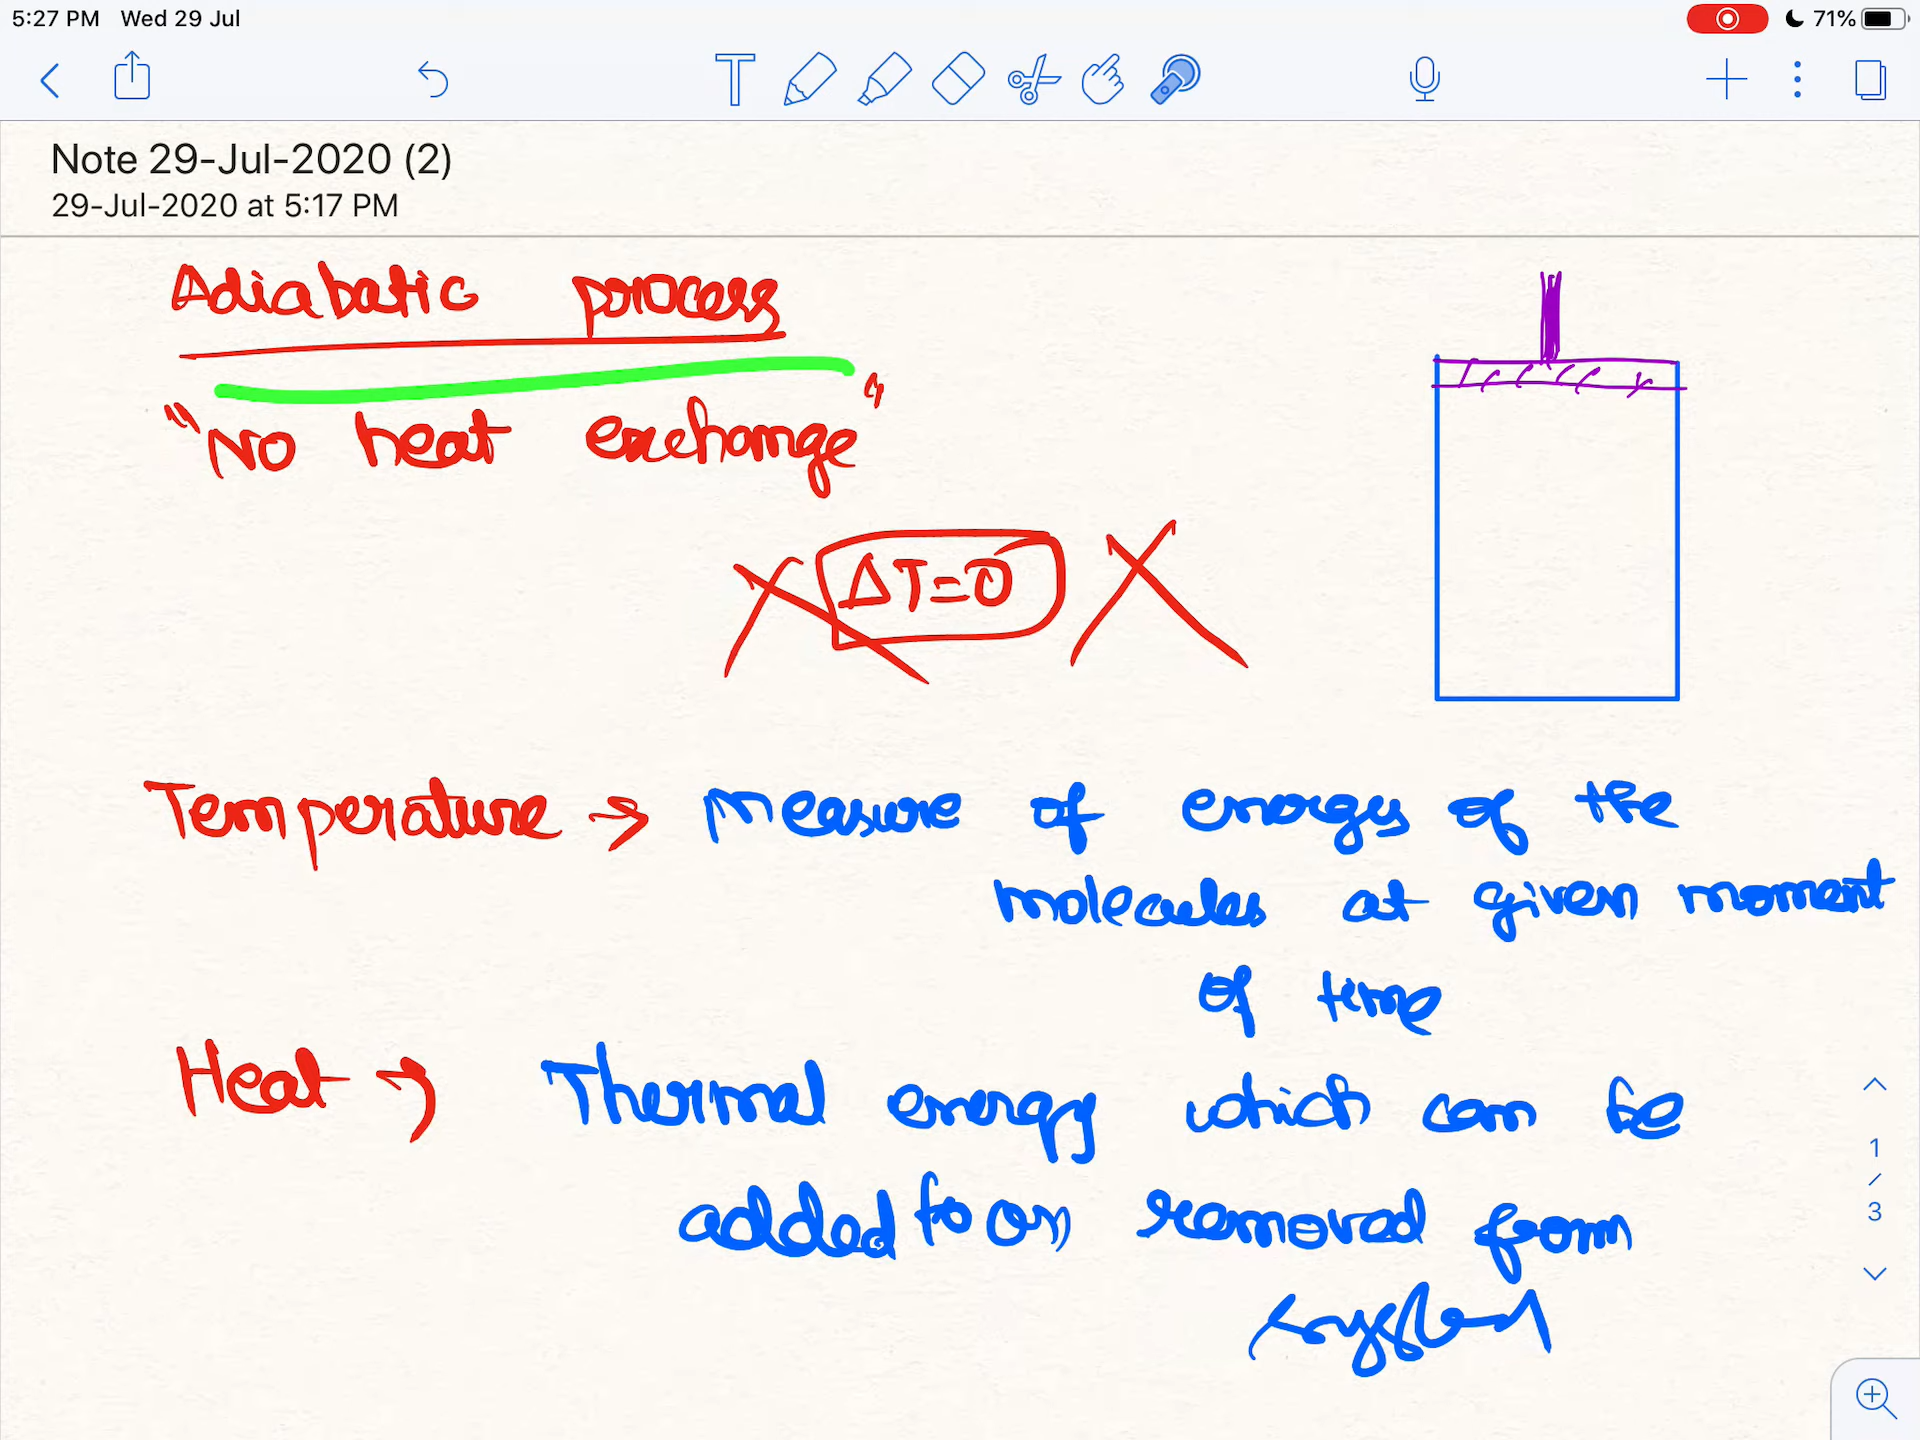 5:27 PM Wed 29 Jul 71%
T
Note 29-Jul-2020 (2)
29-Jul-2020 at 5:17 PM
Adiabatic process
"No heat exchange"
X ΔT=0 X
Temperature → measure of energy of the
molecules at given moment
of time
Heat → Thermal energy which can be
added to or removed from
system
1
/
3